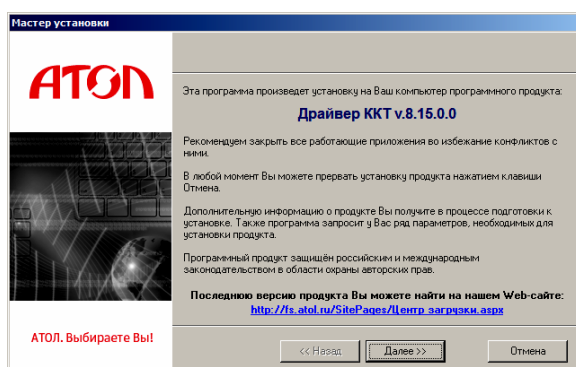 Мастер установки
АТОЛ
Эта программа произведет установку на Ваш компьютер программного продукта:
Драйвер ККТ v.8.15.0.0
Рекомендуем закрыть все работающие приложения во избежание конфликтов с
ними.
В любой момент Вы можете прервать установку продукта нажатием клавиши
Отмена.
Дополнительную информацию о продукте Вы получите в процессе подготовки к
установке. Также программа запросит у Вас ряд параметров, необходимых для
установки продукта.
Программный продукт защищён российским и международным
законодательством в области охраны авторских прав.
Последнюю версию продукта Вы можете найти на нашем Web-сайте:
http://fs.atol.ru/SitePages/Центр загрузки.aspx
АТОЛ. Выбираете Вы!
<< Назад
Далее >>
Отмена